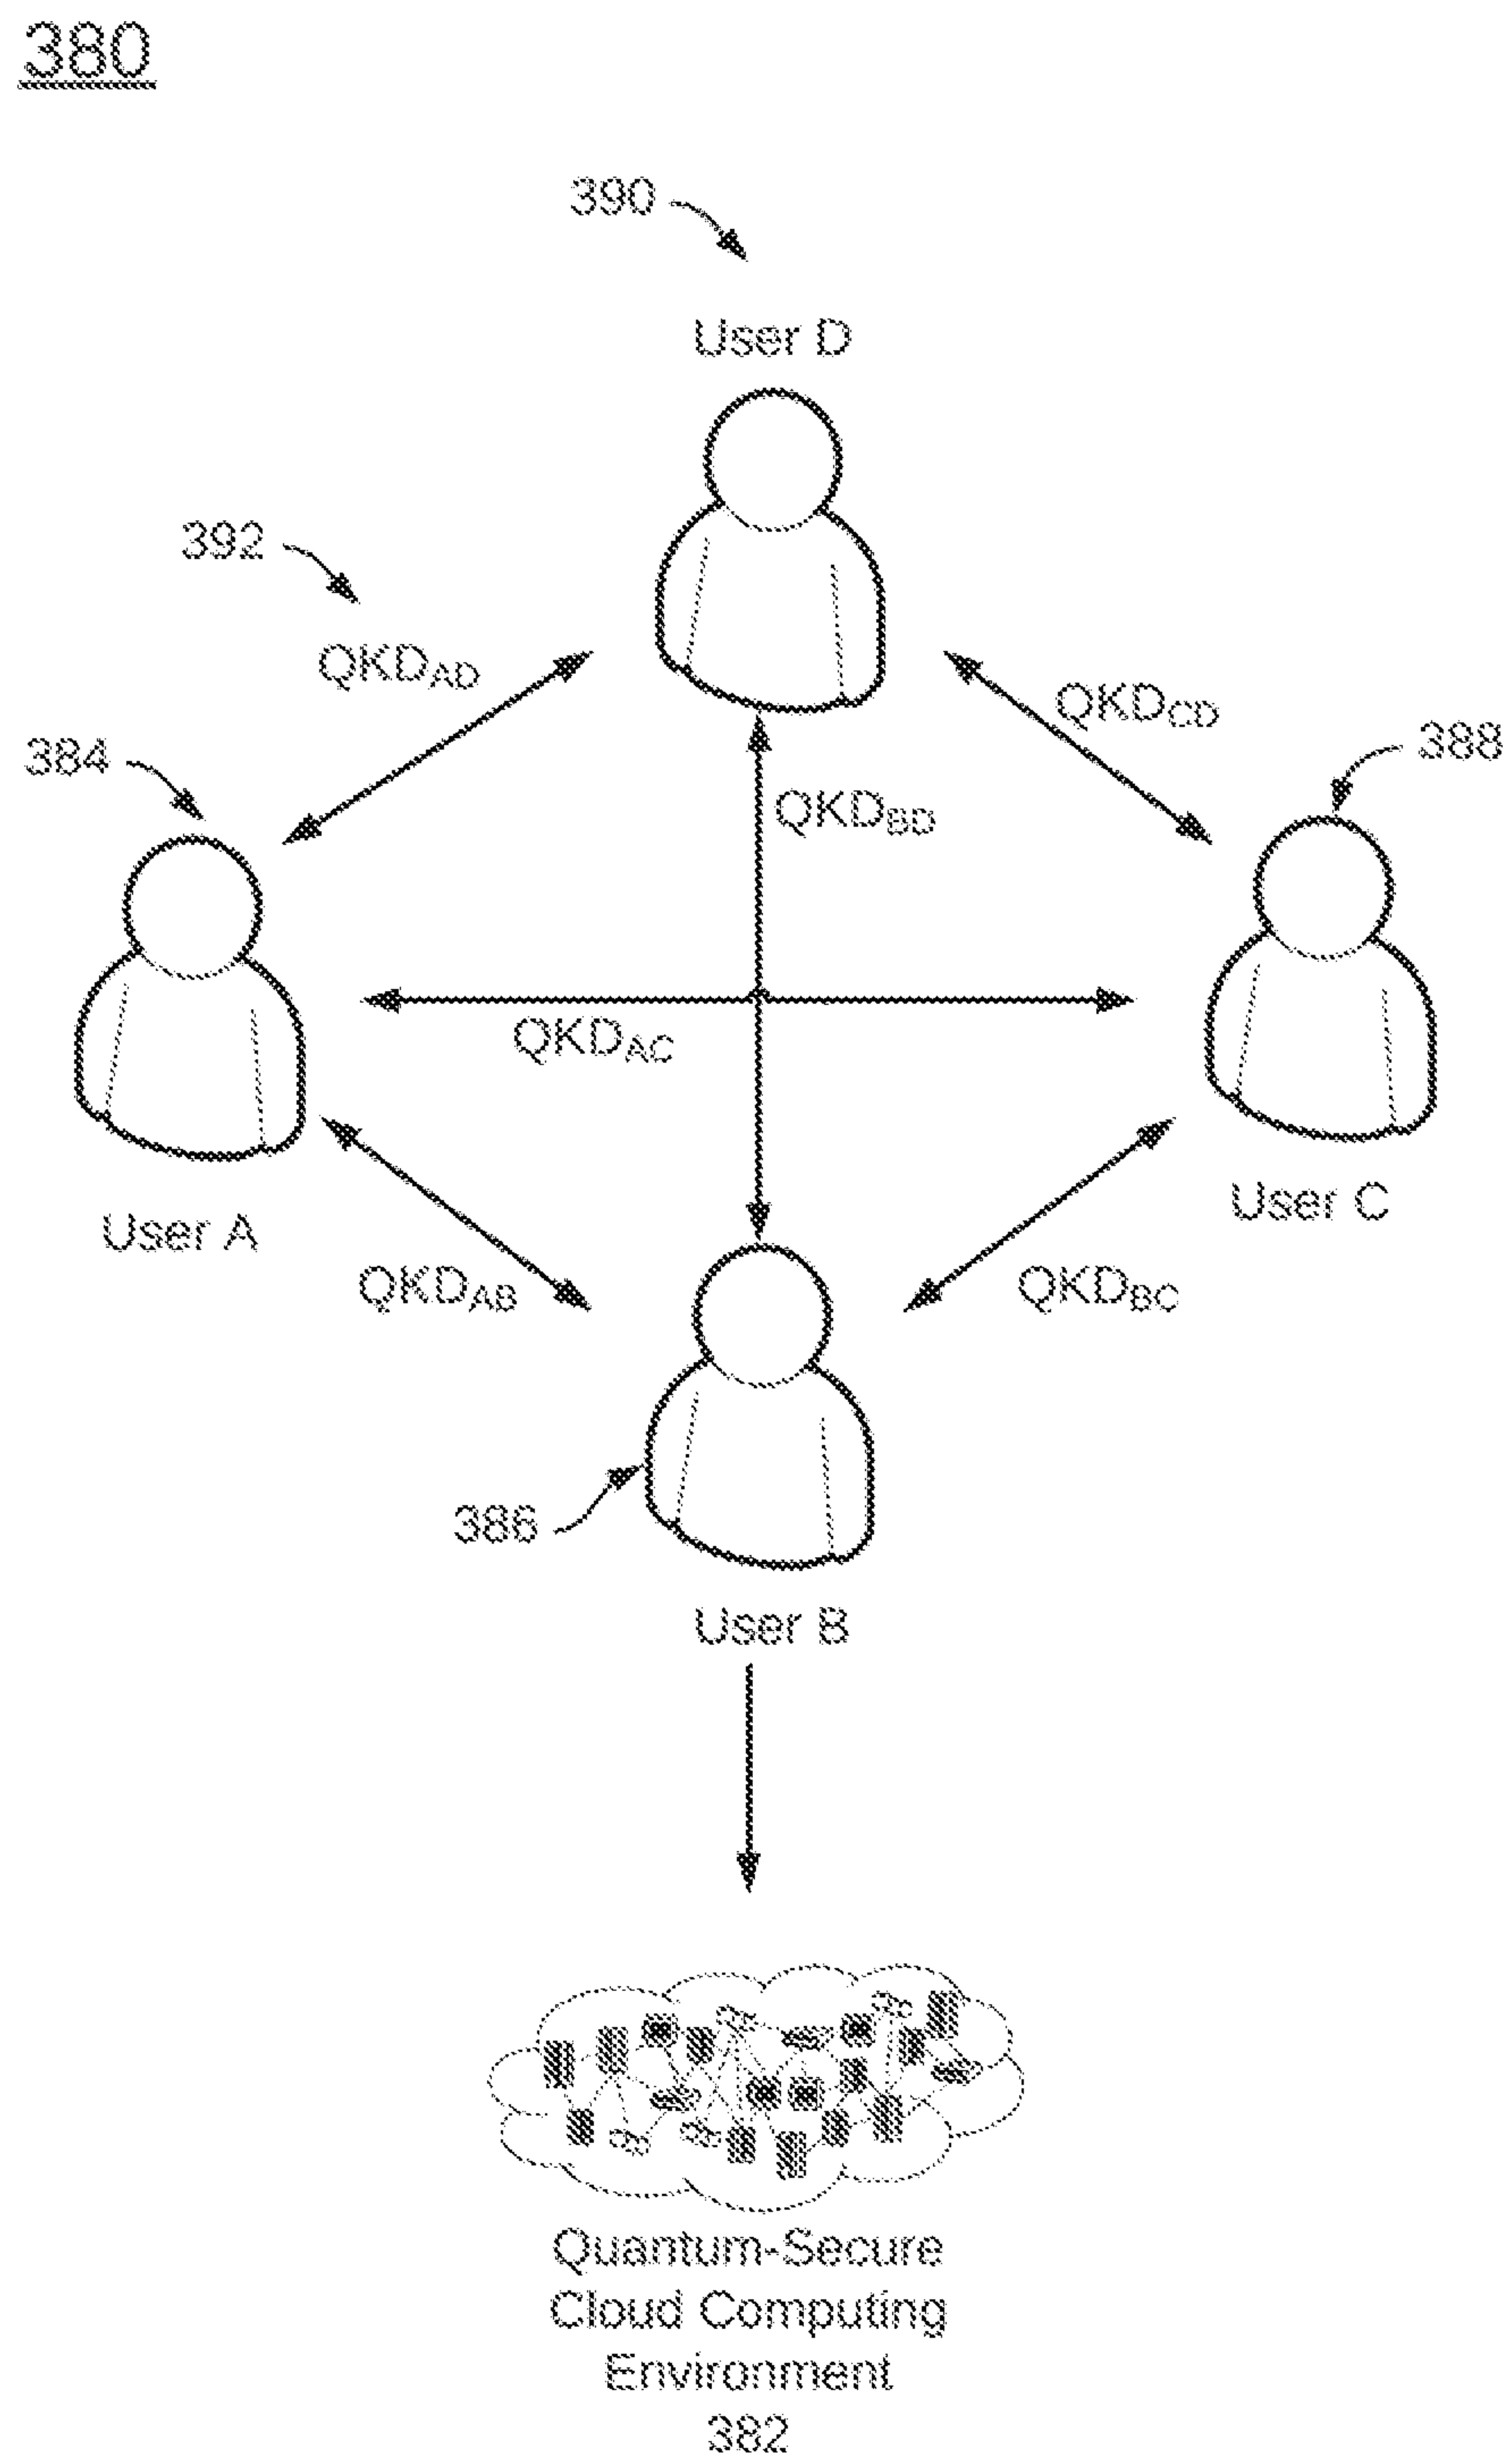 380
390
User D
392
QKDAD
QKDCD
384
388
QKDBD
QKDAC
User A
User C
QKDAB
QKDBC
386
User B
Quantum-Secure
Cloud Computing
Environment
382